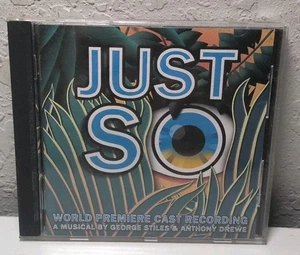 JUST
SO
WORLD PREMIERE CAST RECORDING
A MUSICAL BY GEORGE STILES & ANTHONY DREWE